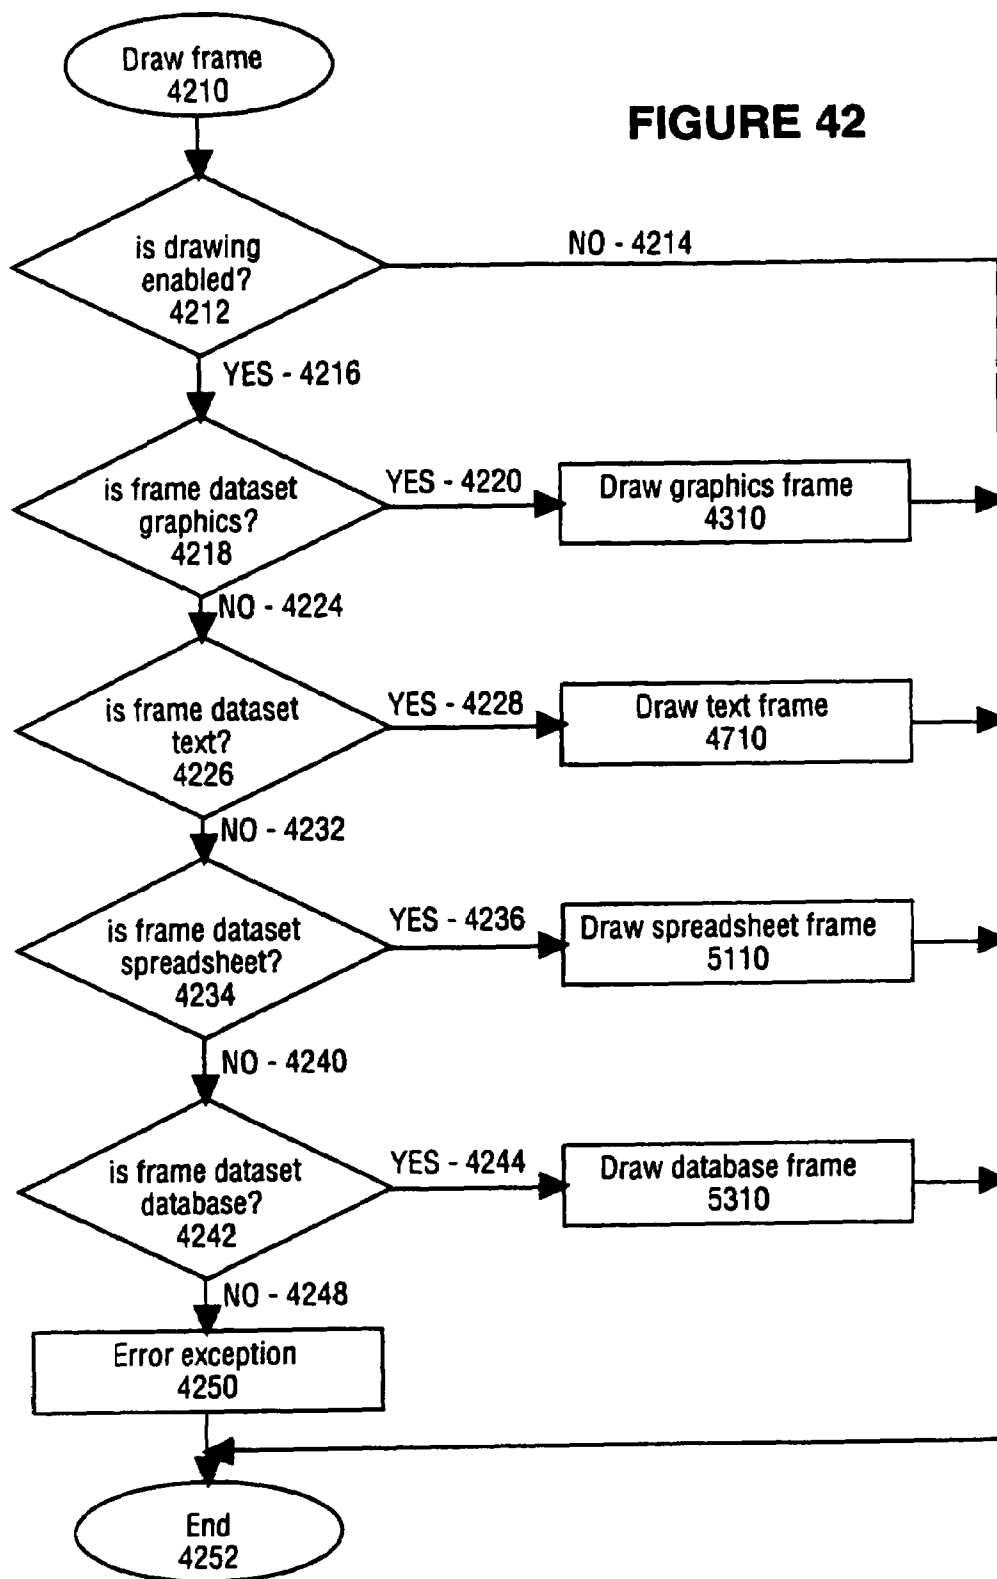 Draw frame
4210
FIGURE 42
is drawing
enabled?
4212
NO - 4214
YES - 4216
is frame dataset
graphics?
4218
YES - 4220
Draw graphics frame
4310
NO - 4224
is frame dataset
text?
4226
YES - 4228
Draw text frame
4710
NO - 4232
is frame dataset
spreadsheet?
4234
YES - 4236
Draw spreadsheet frame
5110
NO - 4240
is frame dataset
database?
4242
YES - 4244
Draw database frame
5310
NO - 4248
Error exception
4250
End
4252